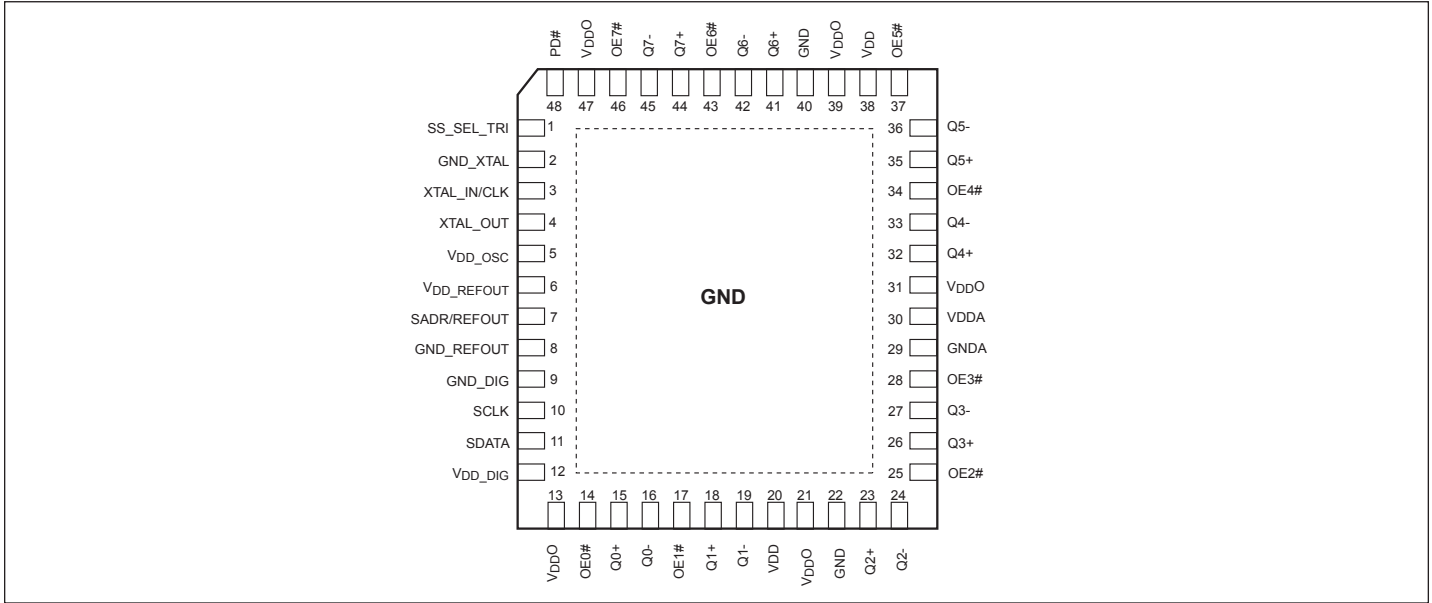 PD#
VDDO
OE7#
Q7-
Q7+
OE6#
Q6-
Q6+
GND
VDDO
VDD
OE5#
48 47 46 45 44 43 42 41 40 39 38 37
SS_SEL_TRI 1
GND_XTAL 2
XTAL_IN/CLK 3
XTAL_OUT 4
VDD_OSC 5
VDD_REFOUT 6
SADR/REFOUT 7
GND_REFOUT 8
GND_DIG 9
SCLK 10
SDATA 11
VDD_DIG 12
GND
36 Q5-
35 Q5+
34 OE4#
33 Q4-
32 Q4+
31 VDDO
30 VDDA
29 GNDA
28 OE3#
27 Q3-
26 Q3+
25 OE2#
13 14 15 16 17 18 19 20 21 22 23 24
VDDO
OE0#
Q0+
Q0-
OE1#
Q1+
Q1-
VDD
VDDO
GND
Q2+
Q2-